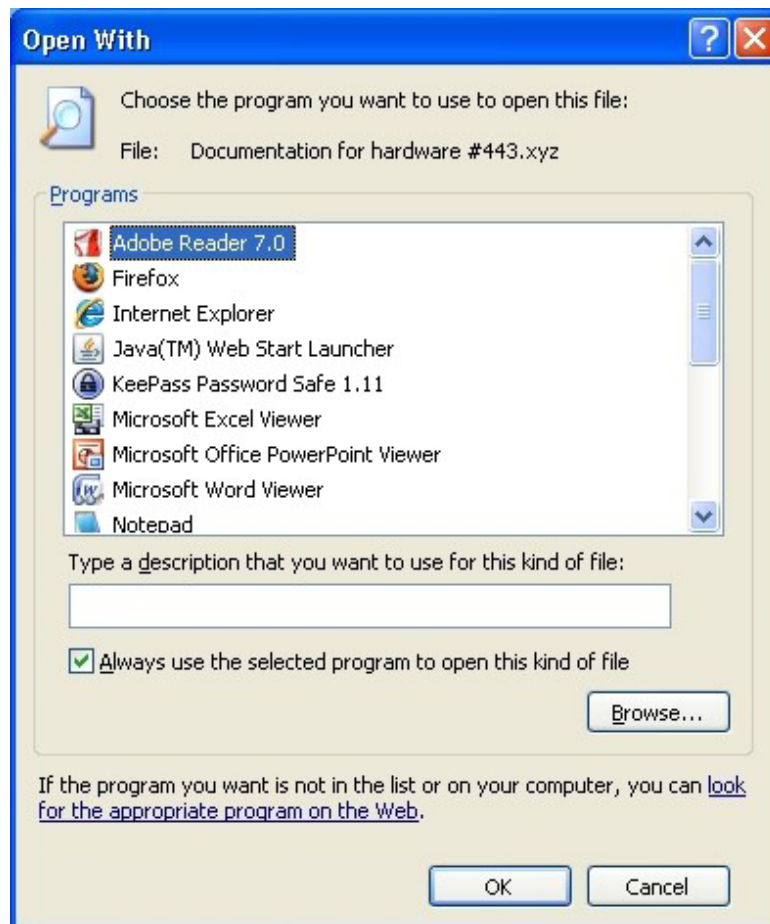 Open With
Choose the program you want to use to open this file:
File: Documentation for hardware #443.xyz
Programs
Adobe Reader 7.0
Firefox
Internet Explorer
Java(TM) Web Start Launcher
KeePass Password Safe 1.11
Microsoft Excel Viewer
Microsoft Office PowerPoint Viewer
Microsoft Word Viewer
Notepad
Type a description that you want to use for this kind of file:
Always use the selected program to open this kind of file
Browse...
If the program you want is not in the list or on your computer, you can look
for the appropriate program on the Web.
OK Cancel